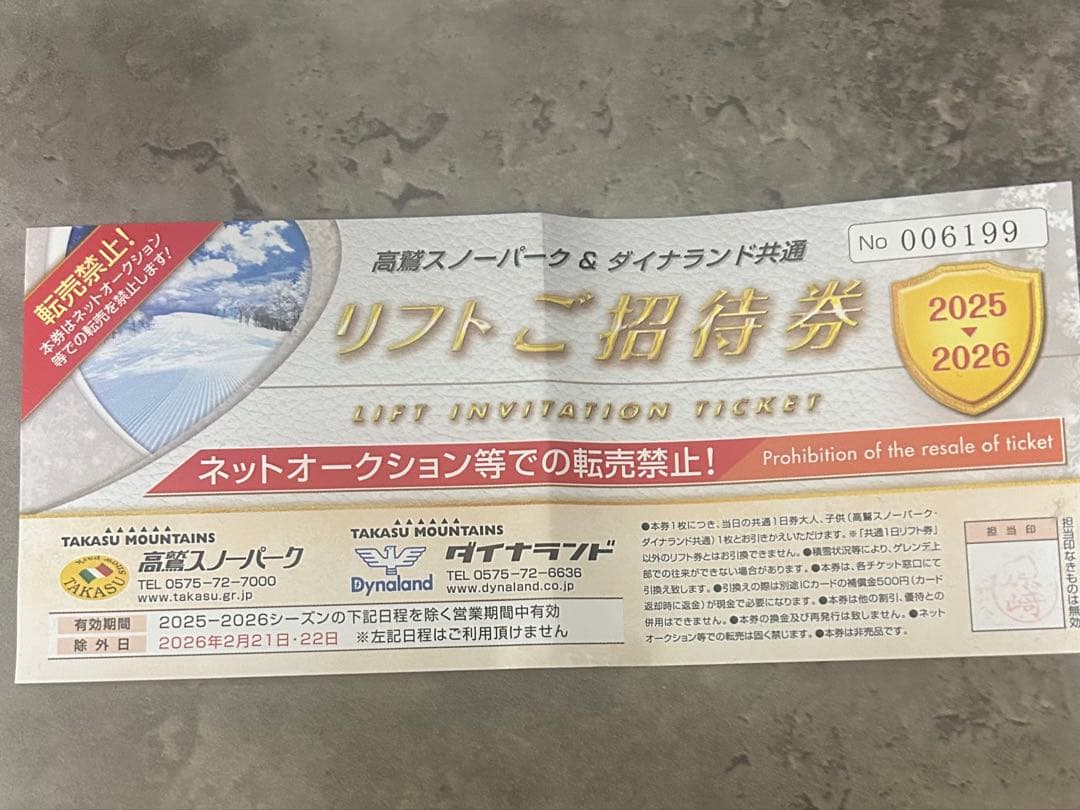 転売禁止!
本券はネットオークション
等での転売を禁止します!
高鷲スノーパーク & ダイナランド共通
No 006199
リフトご招待券
2025
2026
LIFT INVITATION TICKET
ネットオークション等での転売禁止!
Prohibition of the resale of ticket
TAKASU MOUNTAINS
高鷲スノーパーク
SNOW PARK
TAKASU
TEL 0575-72-7000
www.takasu.gr.jp
TAKASU MOUNTAINS
ダイナランド
Dynaland
TEL 0575-72-6636
www.dynaland.co.jp
有効期間 2025-2026シーズンの下記日程を除く営業期間中有効
除外日 2026年2月21日・22日 ※左記日程はご利用頂けません
●本券1枚につき、当日の共通1日券大人、子供(高鷲スノーパーク・
ダイナランド共通)1枚とお引きかえいただけます。※「共通1日リフト券」
以外のリフト券とはお引換できません。●積雪状況等により、ゲレンデ上
部での往来ができない場合があります。●本券は、各チケット窓口にて
引換え致します。●引換えの際は別途ICカードの補償金500円(カード
返却時に返金)が現金で必要になります。●本券は他の割引、優待との
併用はできません。●本券の換金及び再発行は致しません。●ネット
オークション等での転売は固く禁じます。●本券は非売品です。
担当印
担当印なきものは無効